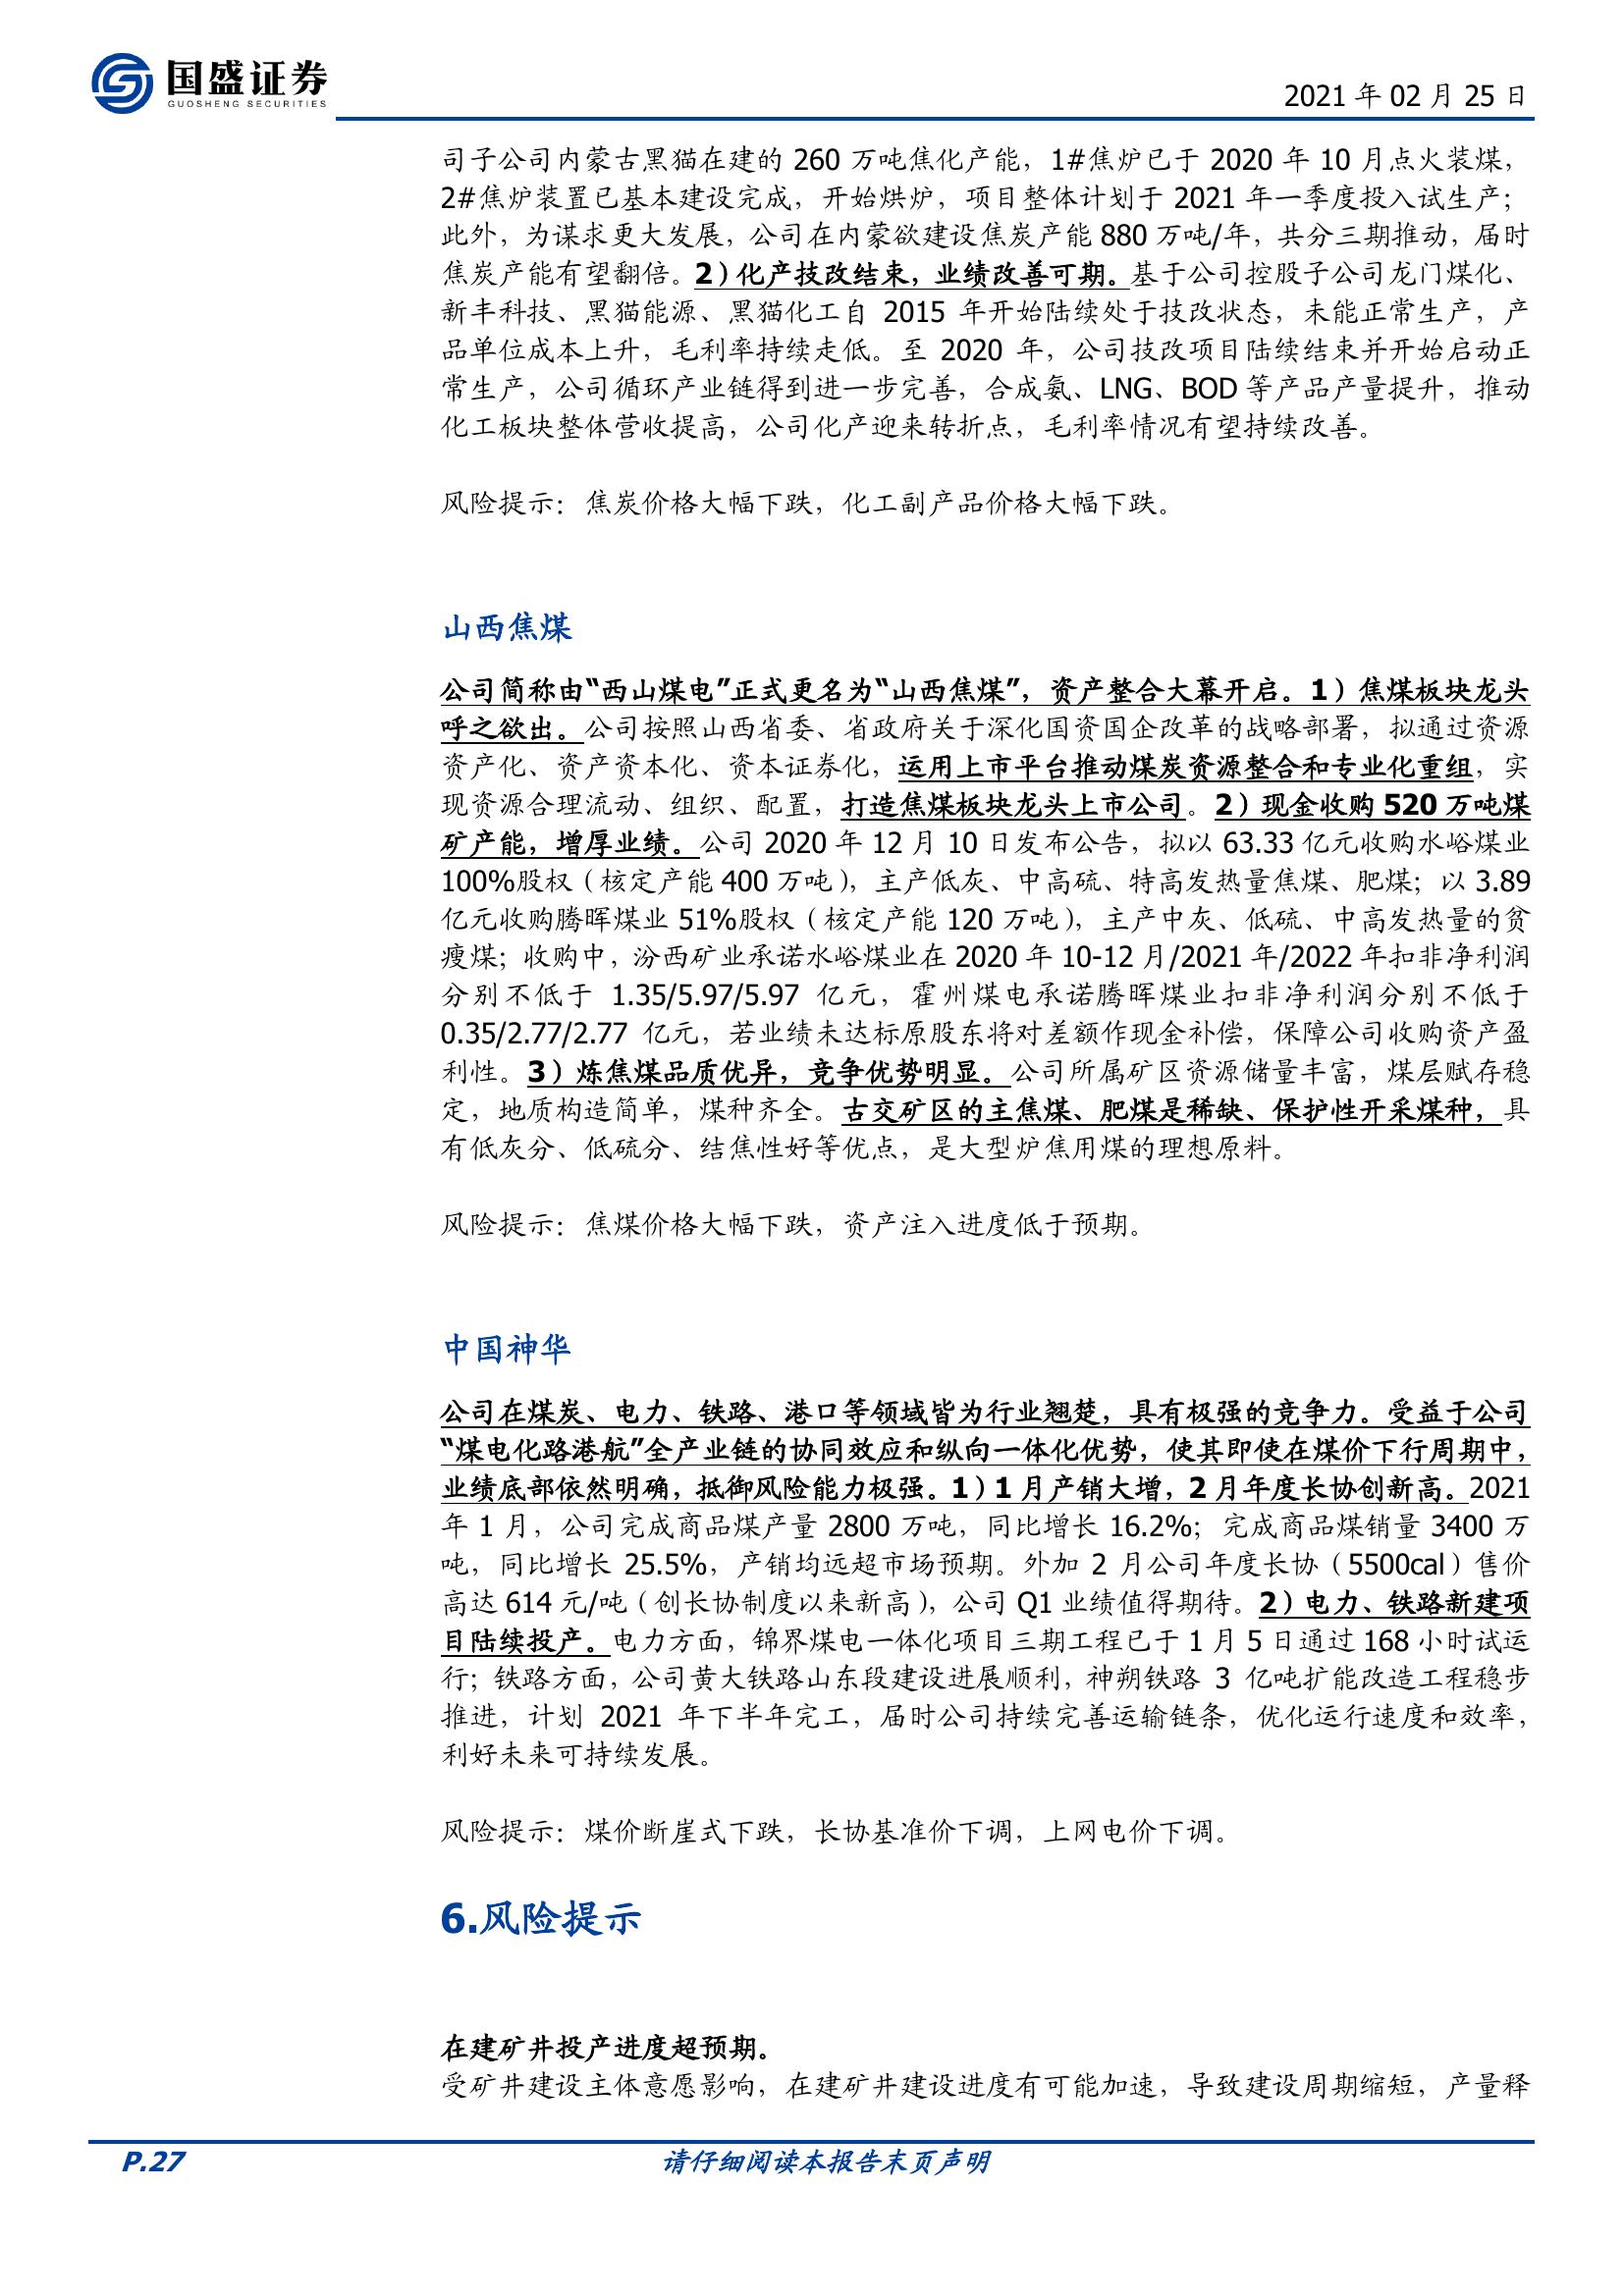 国盛证券
GUOSHENG SECURITIES
2021 年 02 月 25 日
司子公司内蒙古黑猫在建的 260 万吨焦化产能，1#焦炉已于 2020 年 10 月点火装煤，
2#焦炉装置已基本建设完成，开始烘炉，项目整体计划于 2021 年一季度投入试生产；
此外，为谋求更大发展，公司在内蒙欲建设焦炭产能 880 万吨/年，共分三期推动，届时
焦炭产能有望翻倍。2）化产技改结束，业绩改善可期。基于公司控股子公司龙门煤化、
新丰科技、黑猫能源、黑猫化工自 2015 年开始陆续处于技改状态，未能正常生产，产
品单位成本上升，毛利率持续走低。至 2020 年，公司技改项目陆续结束并开始启动正
常生产，公司循环产业链得到进一步完善，合成氨、LNG、BOD 等产品产量提升，推动
化工板块整体营收提高，公司化产迎来转折点，毛利率情况有望持续改善。
风险提示：焦炭价格大幅下跌，化工副产品价格大幅下跌。
山西焦煤
公司简称由“西山煤电”正式更名为“山西焦煤”，资产整合大幕开启。1）焦煤板块龙头
呼之欲出。公司按照山西省委、省政府关于深化国资国企改革的战略部署，拟通过资源
资产化、资产资本化、资本证券化，运用上市平台推动煤炭资源整合和专业化重组，实
现资源合理流动、组织、配置，打造焦煤板块龙头上市公司。2）现金收购 520 万吨煤
矿产能，增厚业绩。公司 2020 年 12 月 10 日发布公告，拟以 63.33 亿元收购水峪煤业
100%股权（核定产能 400 万吨），主产低灰、中高硫、特高发热量焦煤、肥煤；以 3.89
亿元收购腾晖煤业 51%股权（核定产能 120 万吨），主产中灰、低硫、中高发热量的贫
瘦煤；收购中，汾西矿业承诺水峪煤业在 2020 年 10-12 月/2021 年/2022 年扣非净利润
分别不低于 1.35/5.97/5.97 亿元，霍州煤电承诺腾晖煤业扣非净利润分别不低于
0.35/2.77/2.77 亿元，若业绩未达标原股东将对差额作现金补偿，保障公司收购资产盈
利性。3）炼焦煤品质优异，竞争优势明显。公司所属矿区资源储量丰富，煤层赋存稳
定，地质构造简单，煤种齐全。古交矿区的主焦煤、肥煤是稀缺、保护性开采煤种，具
有低灰分、低硫分、结焦性好等优点，是大型炉焦用煤的理想原料。
风险提示：焦煤价格大幅下跌，资产注入进度低于预期。
中国神华
公司在煤炭、电力、铁路、港口等领域皆为行业翘楚，具有极强的竞争力。受益于公司
“煤电化路港航”全产业链的协同效应和纵向一体化优势，使其即使在煤价下行周期中，
业绩底部依然明确，抵御风险能力极强。1）1 月产销大增，2 月年度长协创新高。2021
年 1 月，公司完成商品煤产量 2800 万吨，同比增长 16.2%；完成商品煤销量 3400 万
吨，同比增长 25.5%，产销均远超市场预期。外加 2 月公司年度长协（5500cal）售价
高达 614 元/吨（创长协制度以来新高），公司 Q1 业绩值得期待。2）电力、铁路新建项
目陆续投产。电力方面，锦界煤电一体化项目三期工程已于 1 月 5 日通过 168 小时试运
行；铁路方面，公司黄大铁路山东段建设进展顺利，神朔铁路 3 亿吨扩能改造工程稳步
推进，计划 2021 年下半年完工，届时公司持续完善运输链条，优化运行速度和效率，
利好未来可持续发展。
风险提示：煤价断崖式下跌，长协基准价下调，上网电价下调。
6.风险提示
在建矿井投产进度超预期。
受矿井建设主体意愿影响，在建矿井建设进度有可能加速，导致建设周期缩短，产量释
P.27
请仔细阅读本报告末页声明